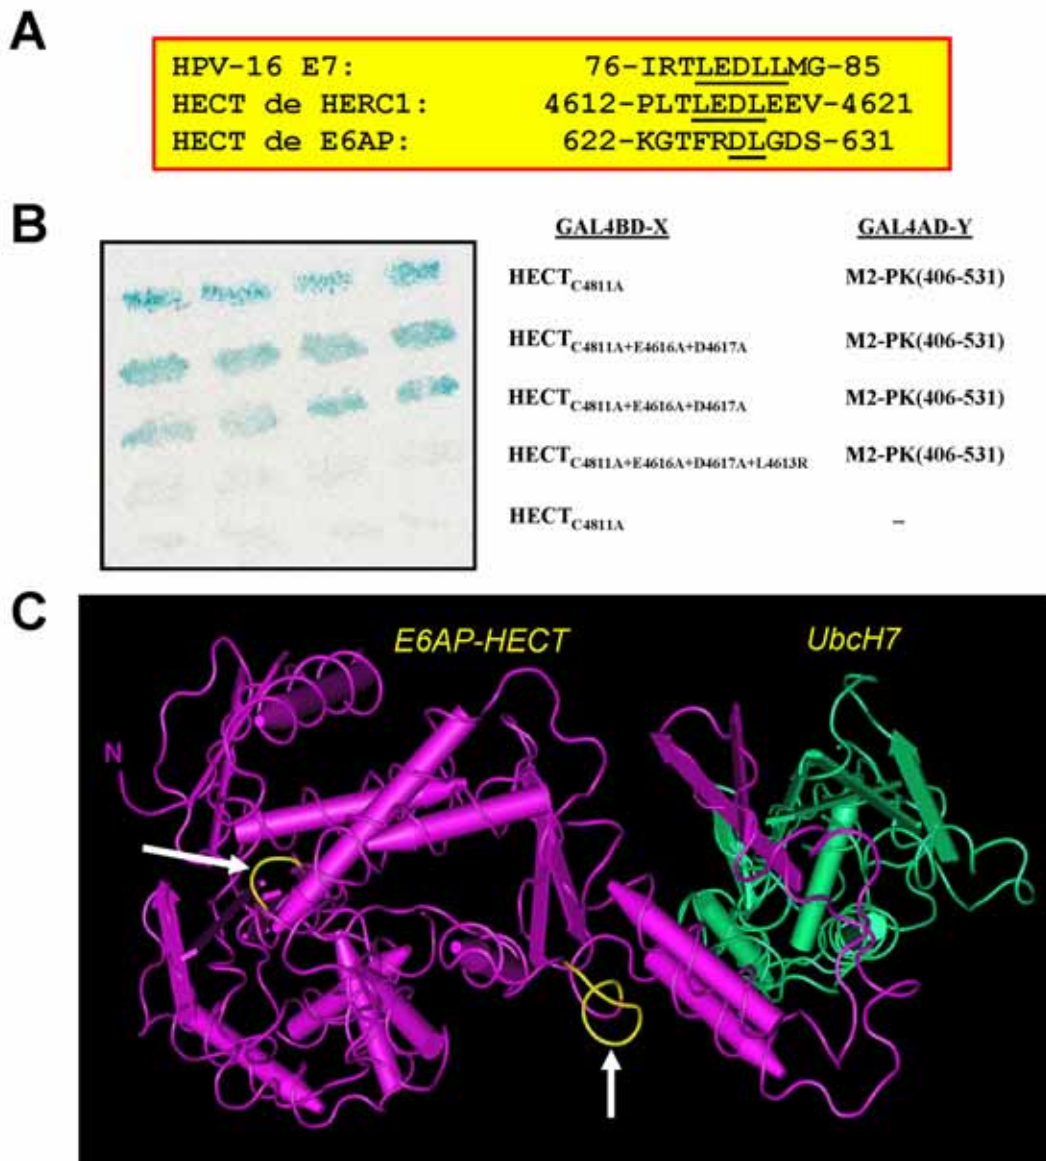 A
HPV-16 E7: 76-IRTLEDLLMG-85
HECT de HERC1: 4612-PLTLEDLEEV-4621
HECT de E6AP: 622-KGTFRDLGDS-631
B
GAL4BD-X GAL4AD-Y
HECTC4811A M2-PK(406-531)
HECTC4811A+E4616A+D4617A M2-PK(406-531)
HECTC4811A+E4616A+D4617A M2-PK(406-531)
HECTC4811A+E4616A+D4617A+L4613R M2-PK(406-531)
HECTC4811A –
C
E6AP-HECT UbcH7
N